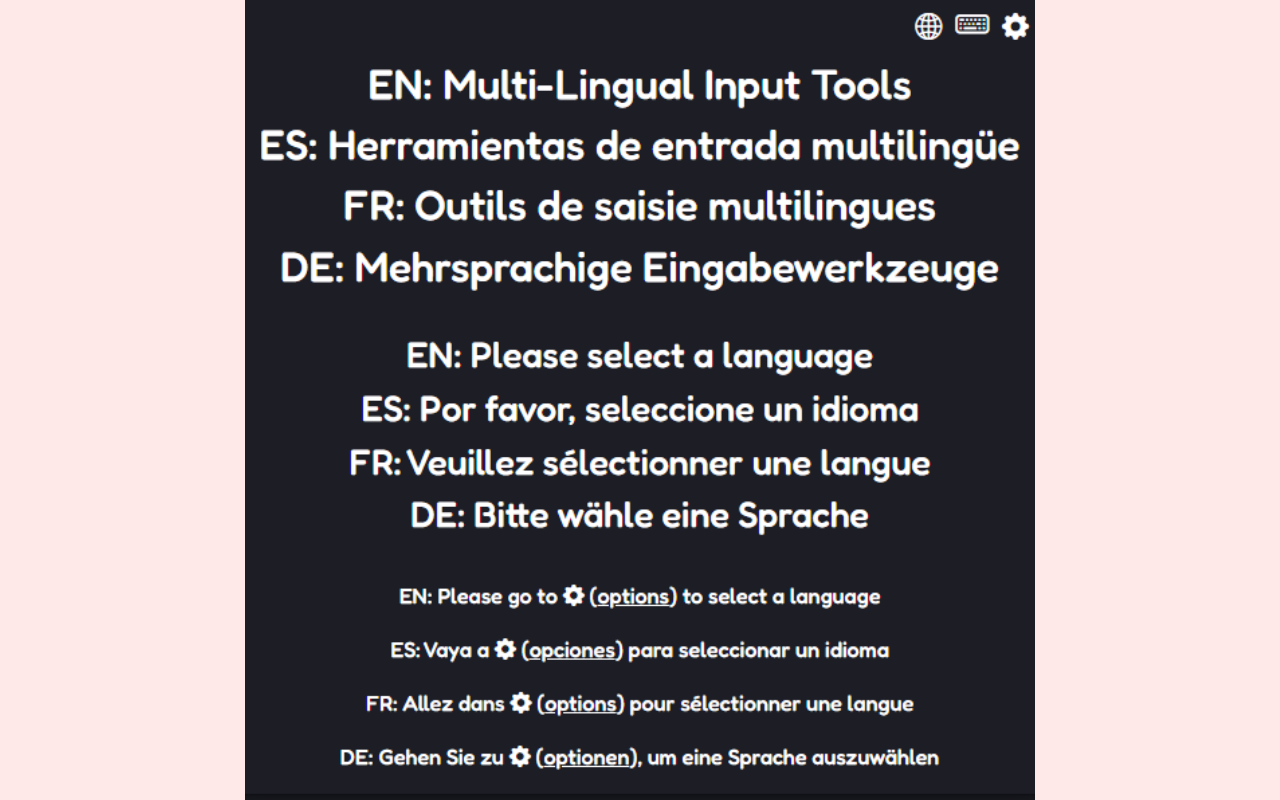 EN: Multi-Lingual Input Tools
ES: Herramientas de entrada multilingüe
FR: Outils de saisie multilingues
DE: Mehrsprachige Eingabewerkzeuge
EN: Please select a language
ES: Por favor, seleccione un idioma
FR: Veuillez sélectionner une langue
DE: Bitte wähle eine Sprache
EN: Please go to (options) to select a language
ES: Vaya a (opciones) para seleccionar un idioma
FR: Allez dans (options) pour sélectionner une langue
DE: Gehen Sie zu (optionen), um eine Sprache auszuwählen